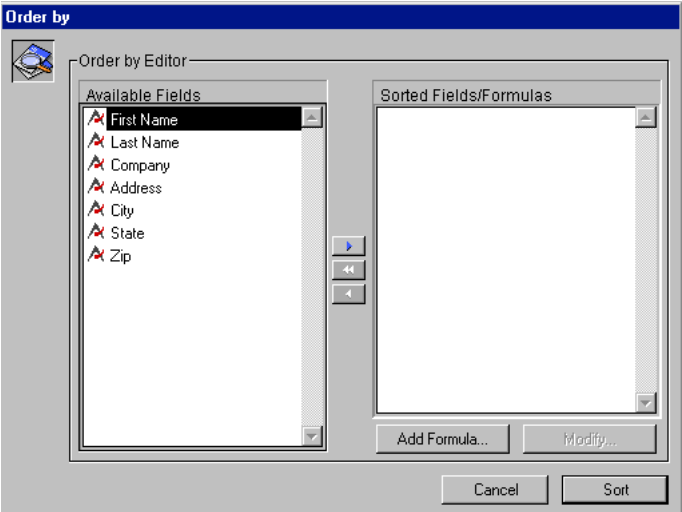 Order by
Order by Editor
Available Fields
First Name
Last Name
Company
Address
City
State
Zip
Sorted Fields/Formulas
Add Formula...
Modify...
Cancel
Sort